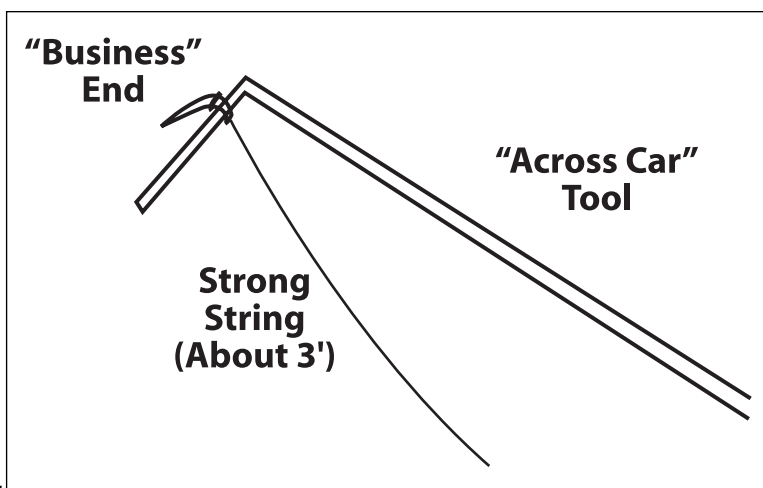 “Business”
End
“Across Car”
Tool
Strong
String
(About 3')